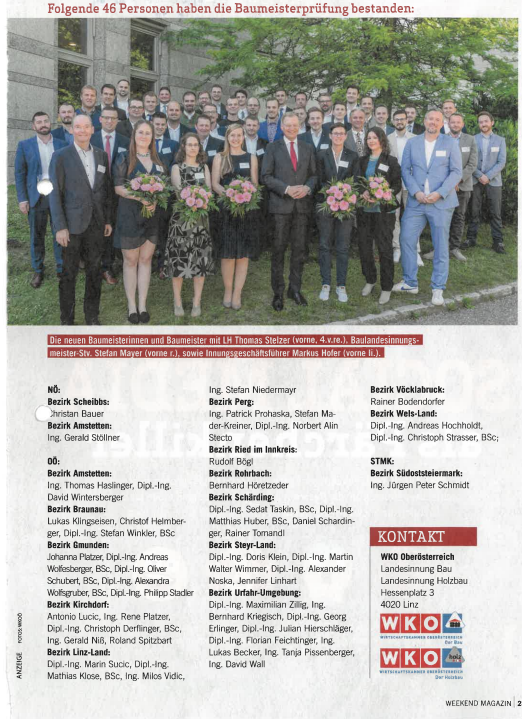 Folgende 46 Personen haben die Baumeisterprüfung bestanden:
Die neuen Baumeisterinnen und Baumeister mit LH Thomas Stelzer (vorne, 4.v.re.), Baulandesinnungs-
meister-Stv. Stefan Mayer (vorne r.), sowie Innungsgeschäftsführer Markus Hofer (vorne li.).
NÖ:
Bezirk Scheibbs:
Christian Bauer
Bezirk Amstetten:
Ing. Gerald Stöllner
OÖ:
Bezirk Amstetten:
Ing. Thomas Haslinger, Dipl.-Ing.
David Wintersberger
Bezirk Braunau:
Lukas Klingseisen, Christof Helmber-
ger, Dipl.-Ing. Stefan Winkler, BSc
Bezirk Gmunden:
Johanna Platzer, Dipl.-Ing. Andreas
Wolfesberger, BSc, Dipl.-Ing. Oliver
Schubert, BSc, Dipl.-Ing. Alexandra
Wolfsgruber, BSc, Dipl.-Ing. Philipp Stadler
Bezirk Kirchdorf:
Antonio Lucic, Ing. Rene Platzer,
Dipl.-Ing. Christoph Derflinger, BSc,
Ing. Gerald Niß, Roland Spitzbart
Bezirk Linz-Land:
Dipl.-Ing. Marin Sucic, Dipl.-Ing.
Mathias Klose, BSc, Ing. Milos Vidic,
Ing. Stefan Niedermayr
Bezirk Perg:
Ing. Patrick Prohaska, Stefan Ma-
der-Kreiner, Dipl.-Ing. Norbert Alin
Stecto
Bezirk Ried im Innkreis:
Rudolf Bögl
Bezirk Rohrbach:
Bernhard Höretzeder
Bezirk Schärding:
Dipl.-Ing. Sedat Taskin, BSc, Dipl.-Ing.
Matthias Huber, BSc, Daniel Schardin-
ger, Rainer Tomandl
Bezirk Steyr-Land:
Dipl.-Ing. Doris Klein, Dipl.-Ing. Martin
Walter Wimmer, Dipl.-Ing. Alexander
Noska, Jennifer Linhart
Bezirk Urfahr-Umgebung:
Dipl.-Ing. Maximilian Zillig, Ing.
Bernhard Kriegisch, Dipl.-Ing. Georg
Erlinger, Dipl.-Ing. Julian Hierschläger,
Dipl.-Ing. Florian Feichtinger, Ing.
Lukas Becker, Ing. Tanja Pissenberger,
Ing. David Wall
Bezirk Vöcklabruck:
Rainer Bodendorfer
Bezirk Wels-Land:
Dipl.-Ing. Andreas Hochholdt,
Dipl.-Ing. Christoph Strasser, BSc;
STMK:
Bezirk Südoststeiermark:
Ing. Jürgen Peter Schmidt
KONTAKT
WKO Oberösterreich
Landesinnung Bau
Landesinnung Holzbau
Hessenplatz 3
4020 Linz
WKO
WIRTSCHAFTSKAMMER OBERÖSTERREICH
Der Bau
WKO
holz
WIRTSCHAFTSKAMMER OBERÖSTERREICH
Der Holzbau
ANZEIGE FOTOS: WKOÖ
WEEKEND MAGAZIN | 2